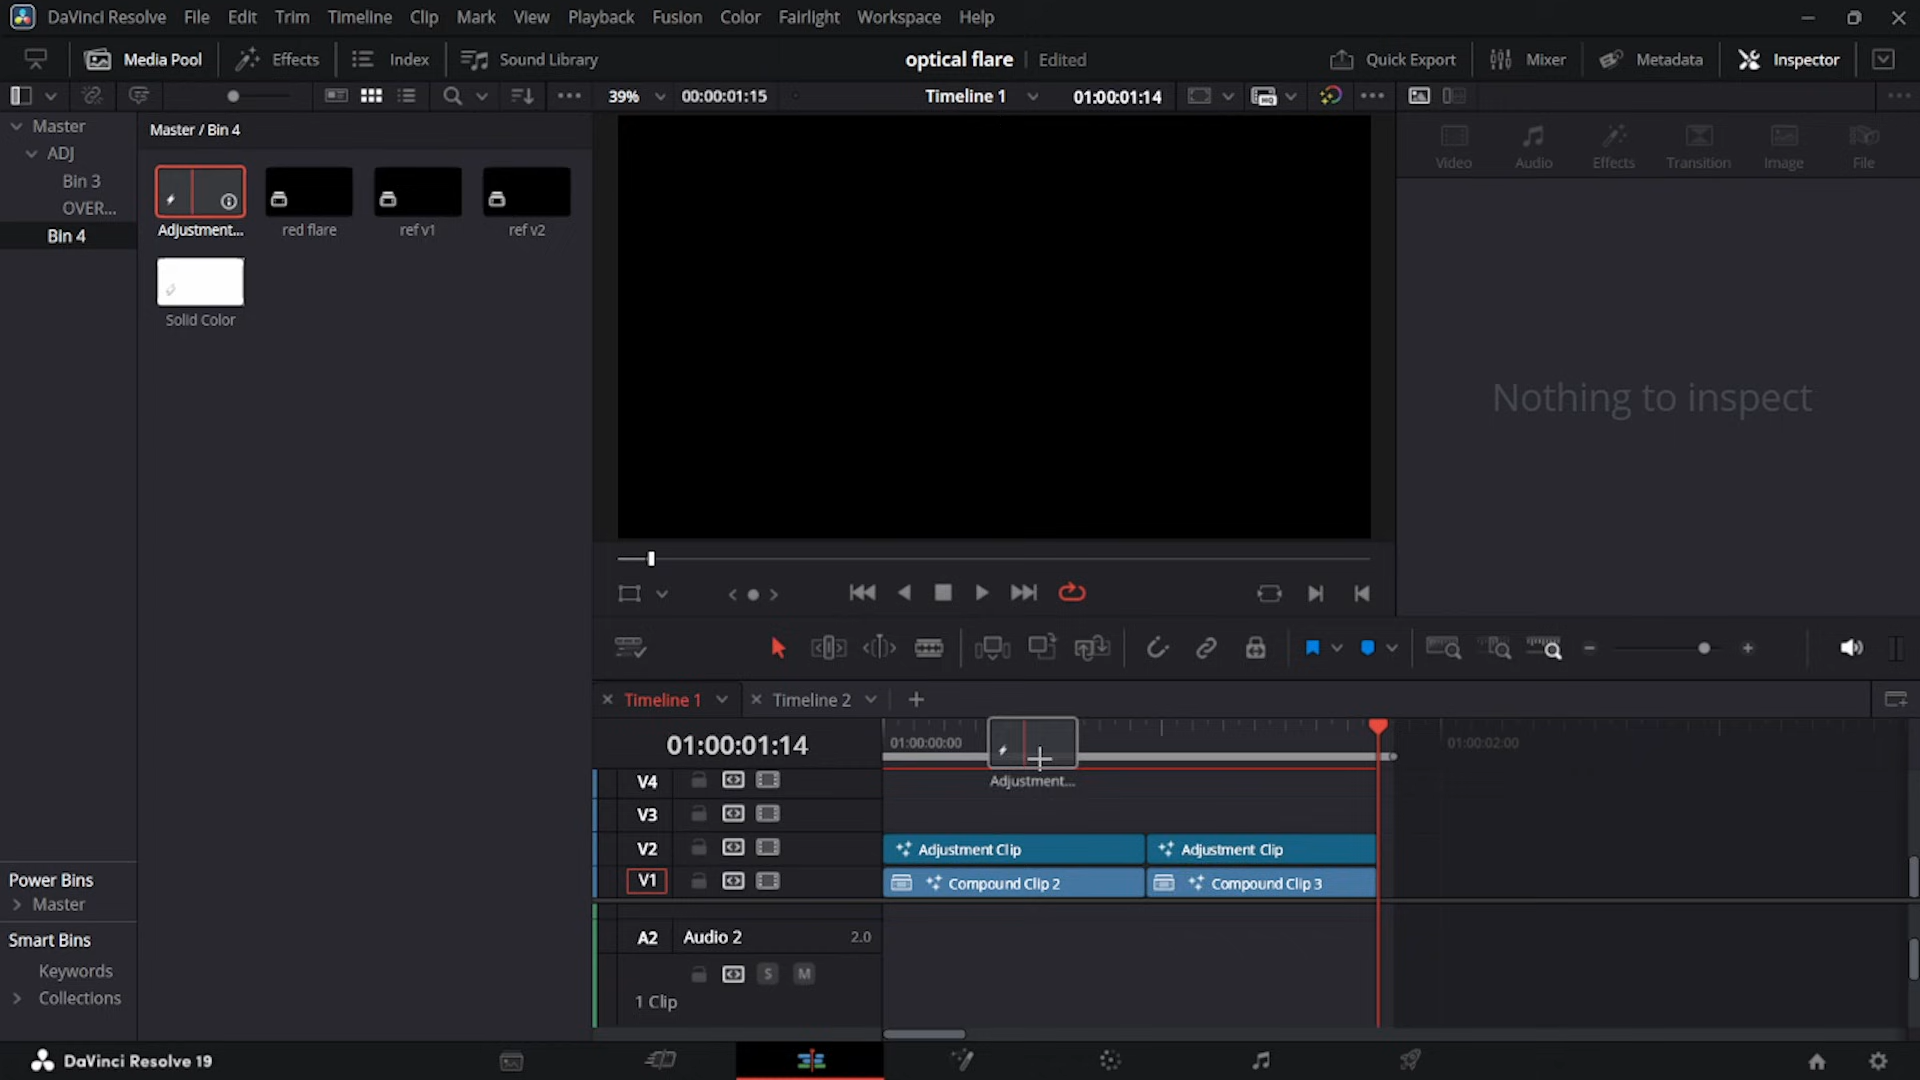 DaVinci Resolve File Edit Trim Timeline Clip Mark View Playback Fusion Color Fairlight Workspace Help
Media Pool Effects Index Sound Library optical flare Edited Quick Export Mixer Metadata Inspector
39% 00:00:01:15 Timeline 1 01:00:01:14
Master
ADJ
Bin 3
OVER...
Bin 4
Master / Bin 4
Adjustment... red flare ref v1 ref v2
Solid Color
Video Audio Effects Transition Image File
Nothing to inspect
Timeline 1 Timeline 2
01:00:01:14 01:00:00:00 01:00:02:00
Adjustment...
V4
V3
V2 Adjustment Clip Adjustment Clip
V1 Compound Clip 2 Compound Clip 3
A2 Audio 2 2.0
S M
1 Clip
Power Bins
Master
Smart Bins
Keywords
Collections
DaVinci Resolve 19